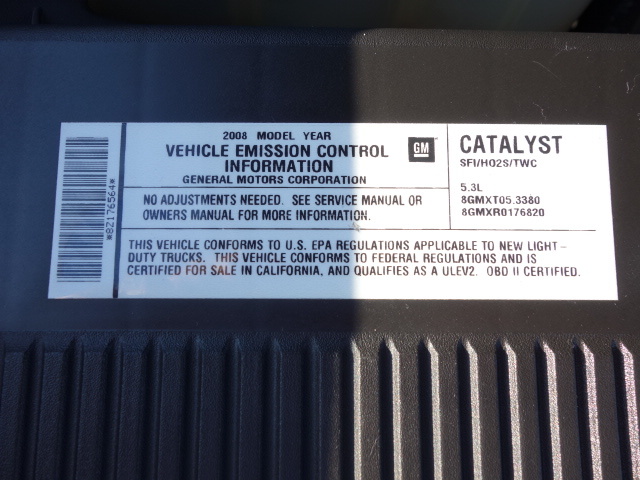 *82176564*
2008 MODEL YEAR
VEHICLE EMISSION CONTROL
INFORMATION
GENERAL MOTORS CORPORATION
GM
NO ADJUSTMENTS NEEDED. SEE SERVICE MANUAL OR
OWNERS MANUAL FOR MORE INFORMATION.
CATALYST
SFI/HO2S/TWC
5.3L
8GMXT05.3380
8GMXR0176820
THIS VEHICLE CONFORMS TO U.S. EPA REGULATIONS APPLICABLE TO NEW LIGHT-
DUTY TRUCKS. THIS VEHICLE CONFORMS TO FEDERAL REGULATIONS AND IS
CERTIFIED FOR SALE IN CALIFORNIA, AND QUALIFIES AS A ULEV2. OBD II CERTIFIED.